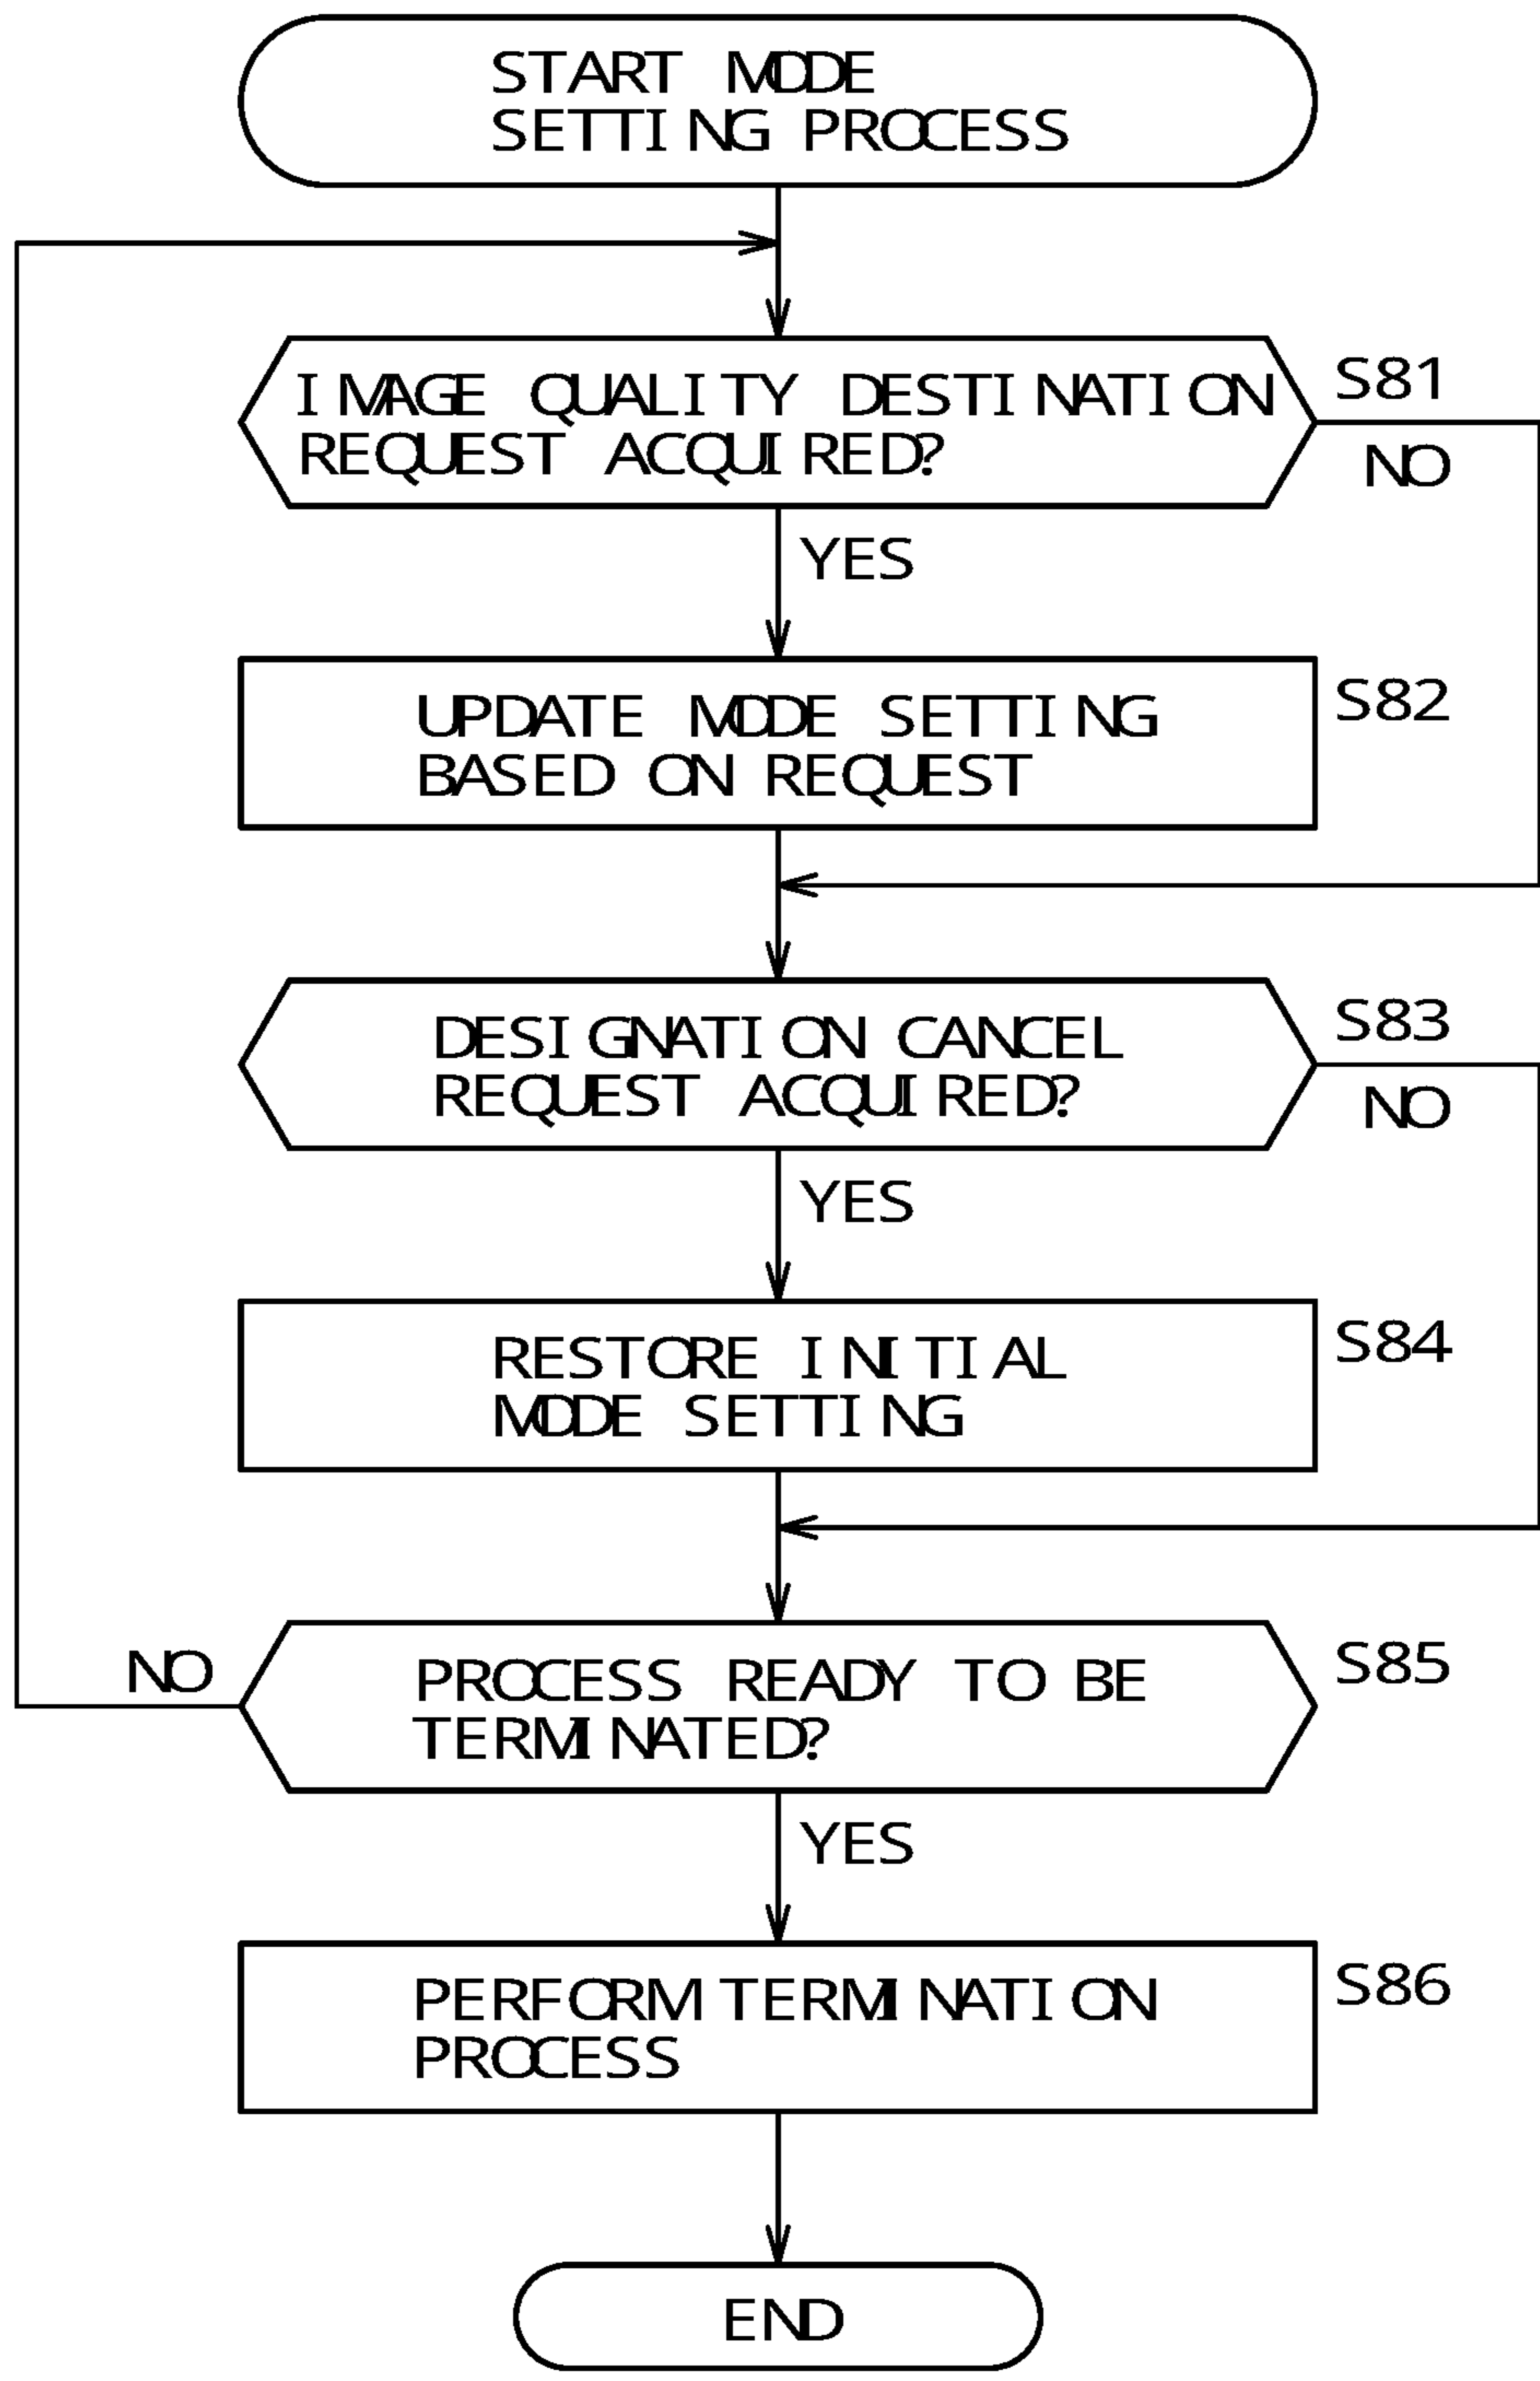 START MODE
SETTING PROCESS
IMAGE QUALITY DESTINATION
REQUEST ACQUIRED?
S81
NO
YES
UPDATE MODE SETTING
BASED ON REQUEST
S82
DESIGNATION CANCEL
REQUEST ACQUIRED?
S83
NO
YES
RESTORE INITIAL
MODE SETTING
S84
NO
PROCESS READY TO BE
TERMINATED?
S85
YES
PERFORM TERMINATION
PROCESS
S86
END